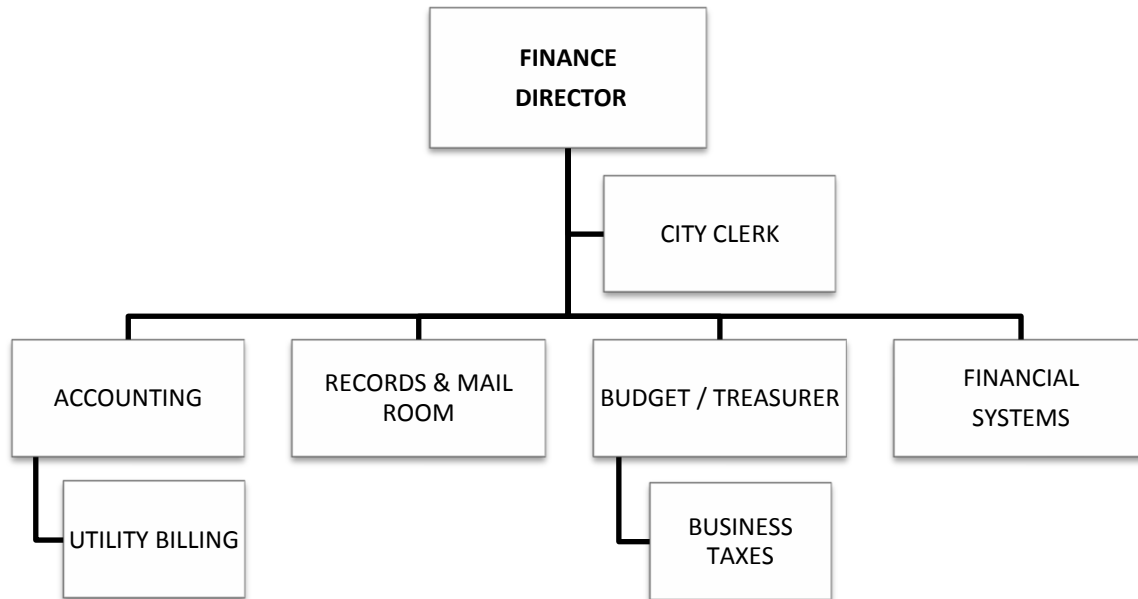 FINANCE
DIRECTOR
CITY CLERK
ACCOUNTING
RECORDS & MAIL
ROOM
BUDGET / TREASURER
FINANCIAL
SYSTEMS
UTILITY BILLING
BUSINESS
TAXES